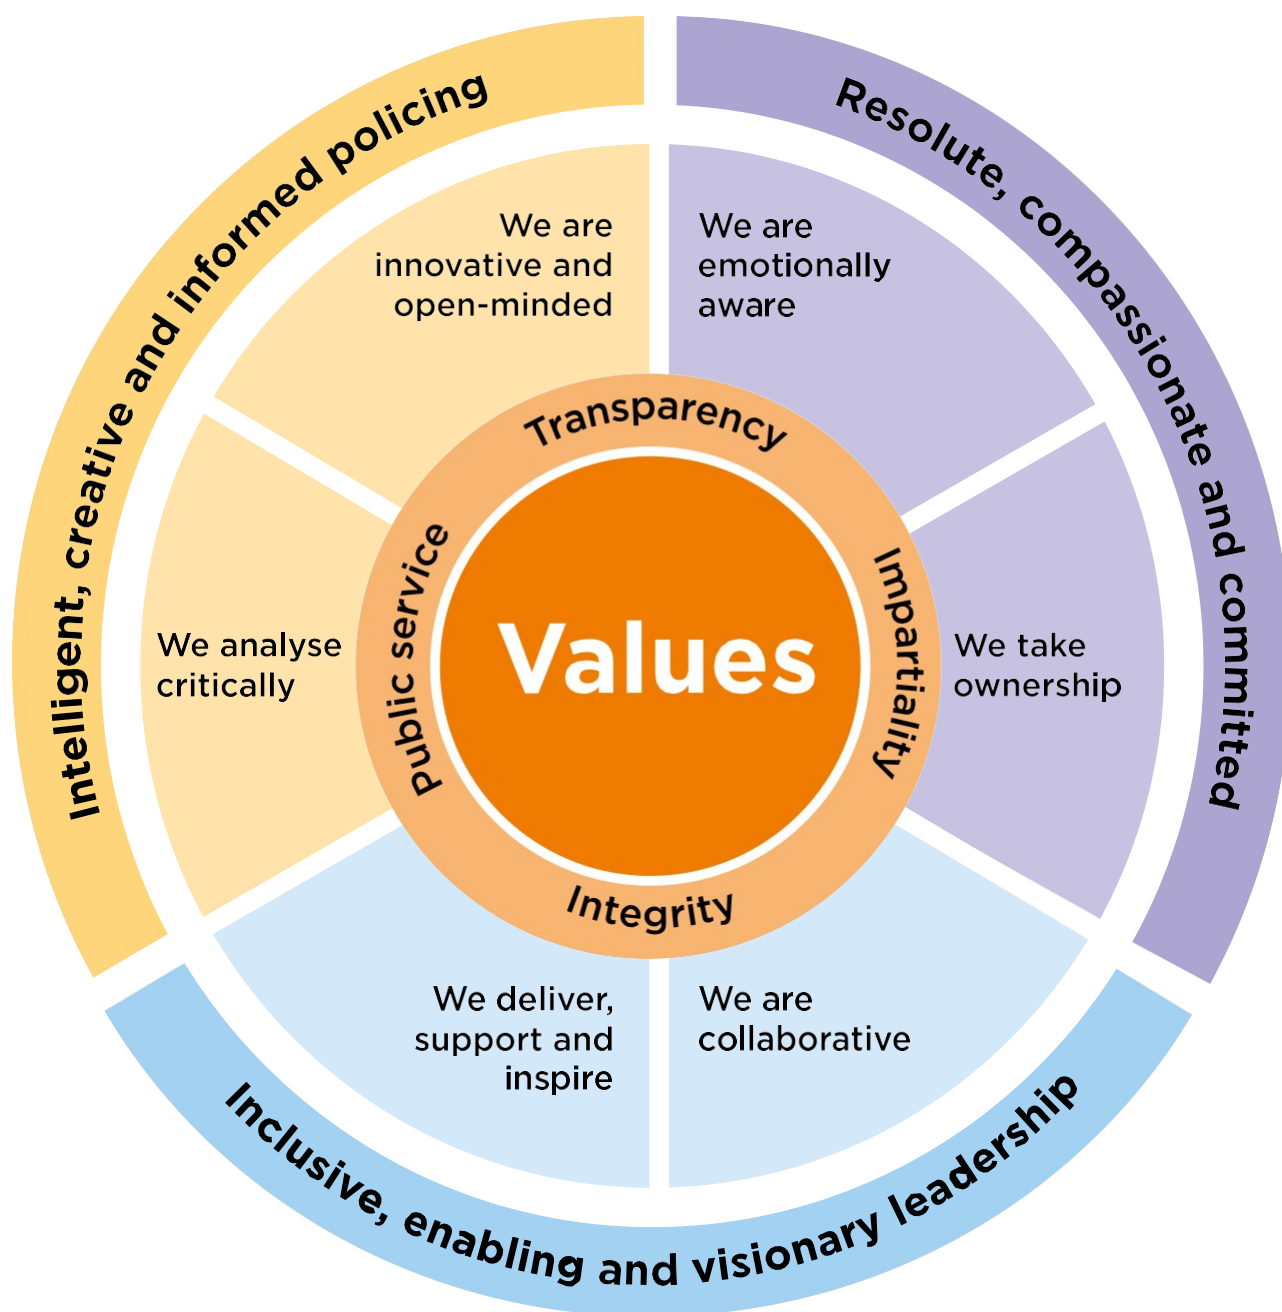 Intelligent, creative and informed policing
Resolute, compassionate and committed
We are
innovative and
open-minded
We are
emotionally
aware
Transparency
Public service
Values
Impartiality
Integrity
We analyse
critically
We take
ownership
We deliver,
support and
inspire
We are
collaborative
Inclusive, enabling and visionary leadership